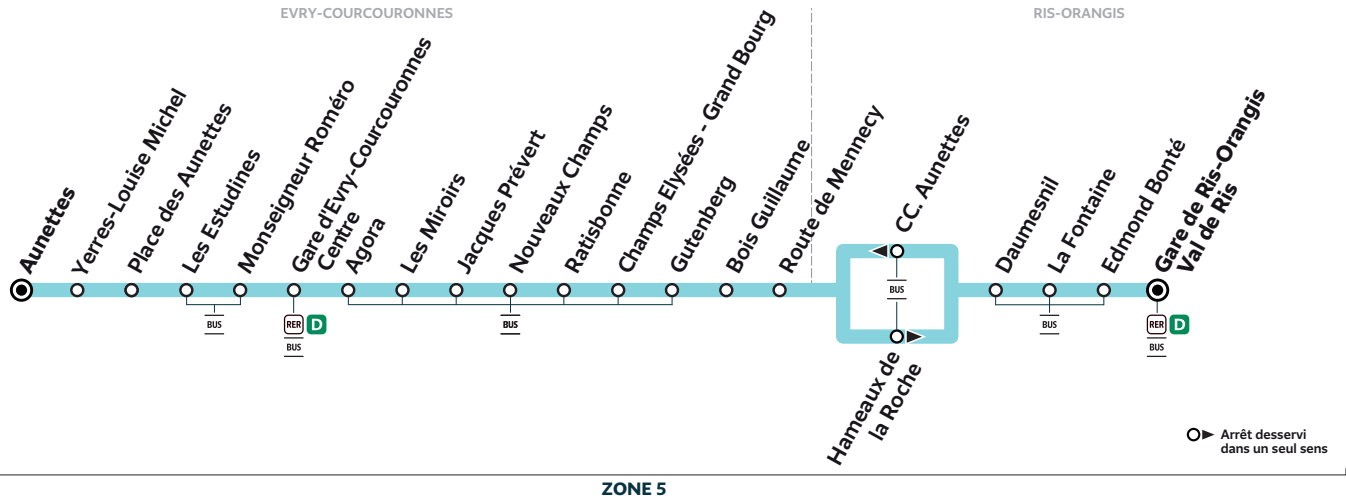 EVRY-COURCOURONNES
RIS-ORANGIS
Aunettes
Yerres-Louise Michel
Place des Aunettes
Les Estudines
Monseigneur Roméro
Gare d'Evry-Courcouronnes
Centre
Agora
Les Miroirs
Jacques Prévert
Nouveaux Champs
Ratisbonne
Champs Elysées - Grand Bourg
Gutenberg
Bois Guillaume
Route de Mennecy
CC. Aunettes
Hameaux de
la Roche
Daumesnil
La Fontaine
Edmond Bonté
Gare de Ris-Orangis
Val de Ris
BUS
RER D
BUS
BUS
BUS
BUS
RER D
BUS
Arrêt desservi
dans un seul sens
ZONE 5